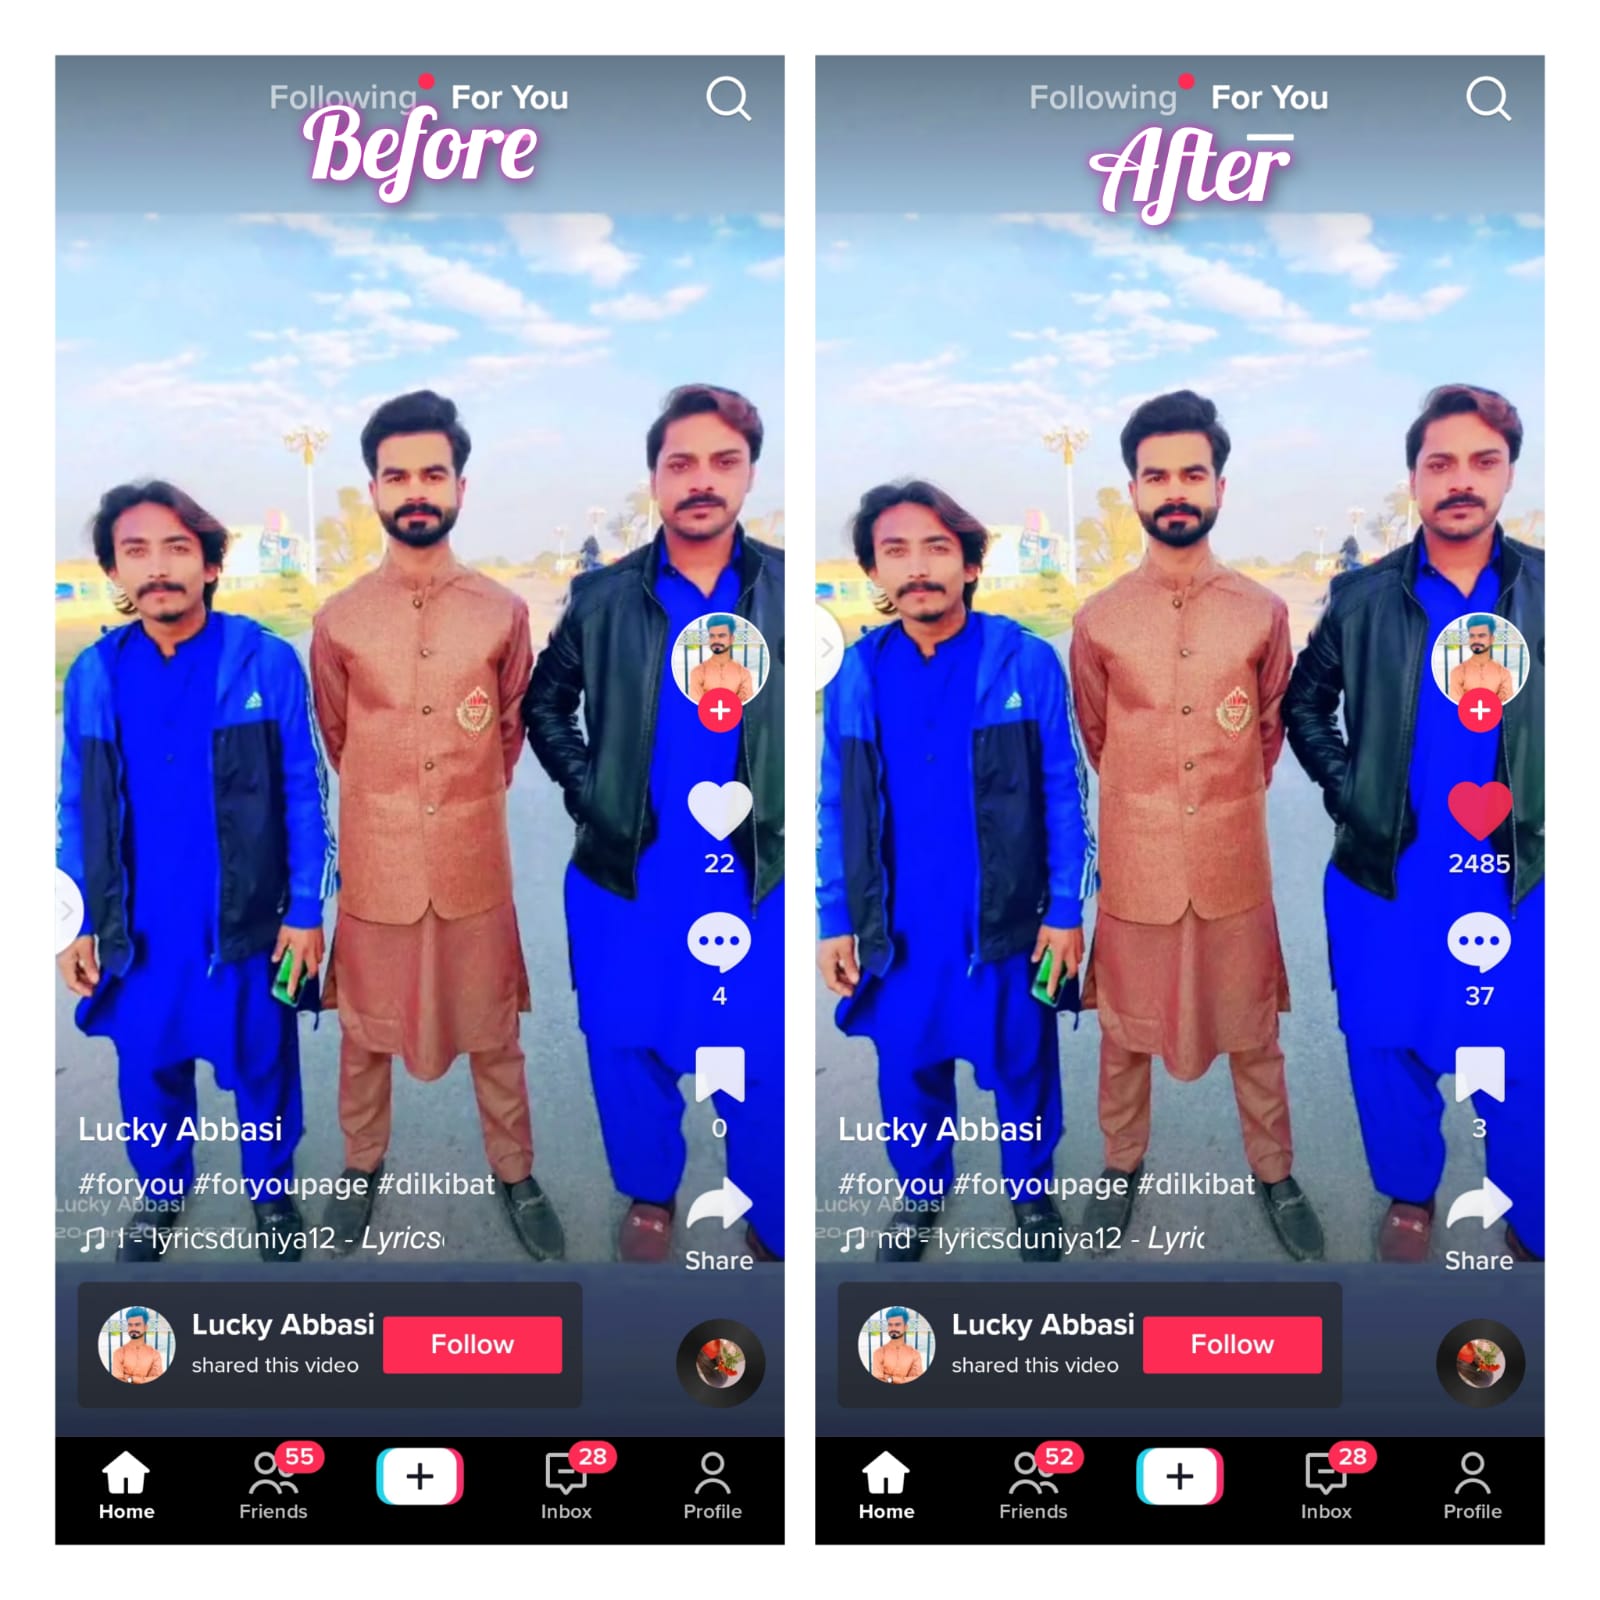 Following For You
Before
22
4
0
Lucky Abbasi
#foryou #foryoupage #dilkibat
Lucky Abbasi
- lyricsduniya12 - Lyrics
Share
Lucky Abbasi
shared this video
Follow
55
28
Home
Friends
Inbox
Profile
Following For You
After
2485
37
3
Lucky Abbasi
#foryou #foryoupage #dilkibat
Lucky Abbasi
nd - lyricsduniya12 - Lyric
Share
Lucky Abbasi
shared this video
Follow
52
28
Home
Friends
Inbox
Profile